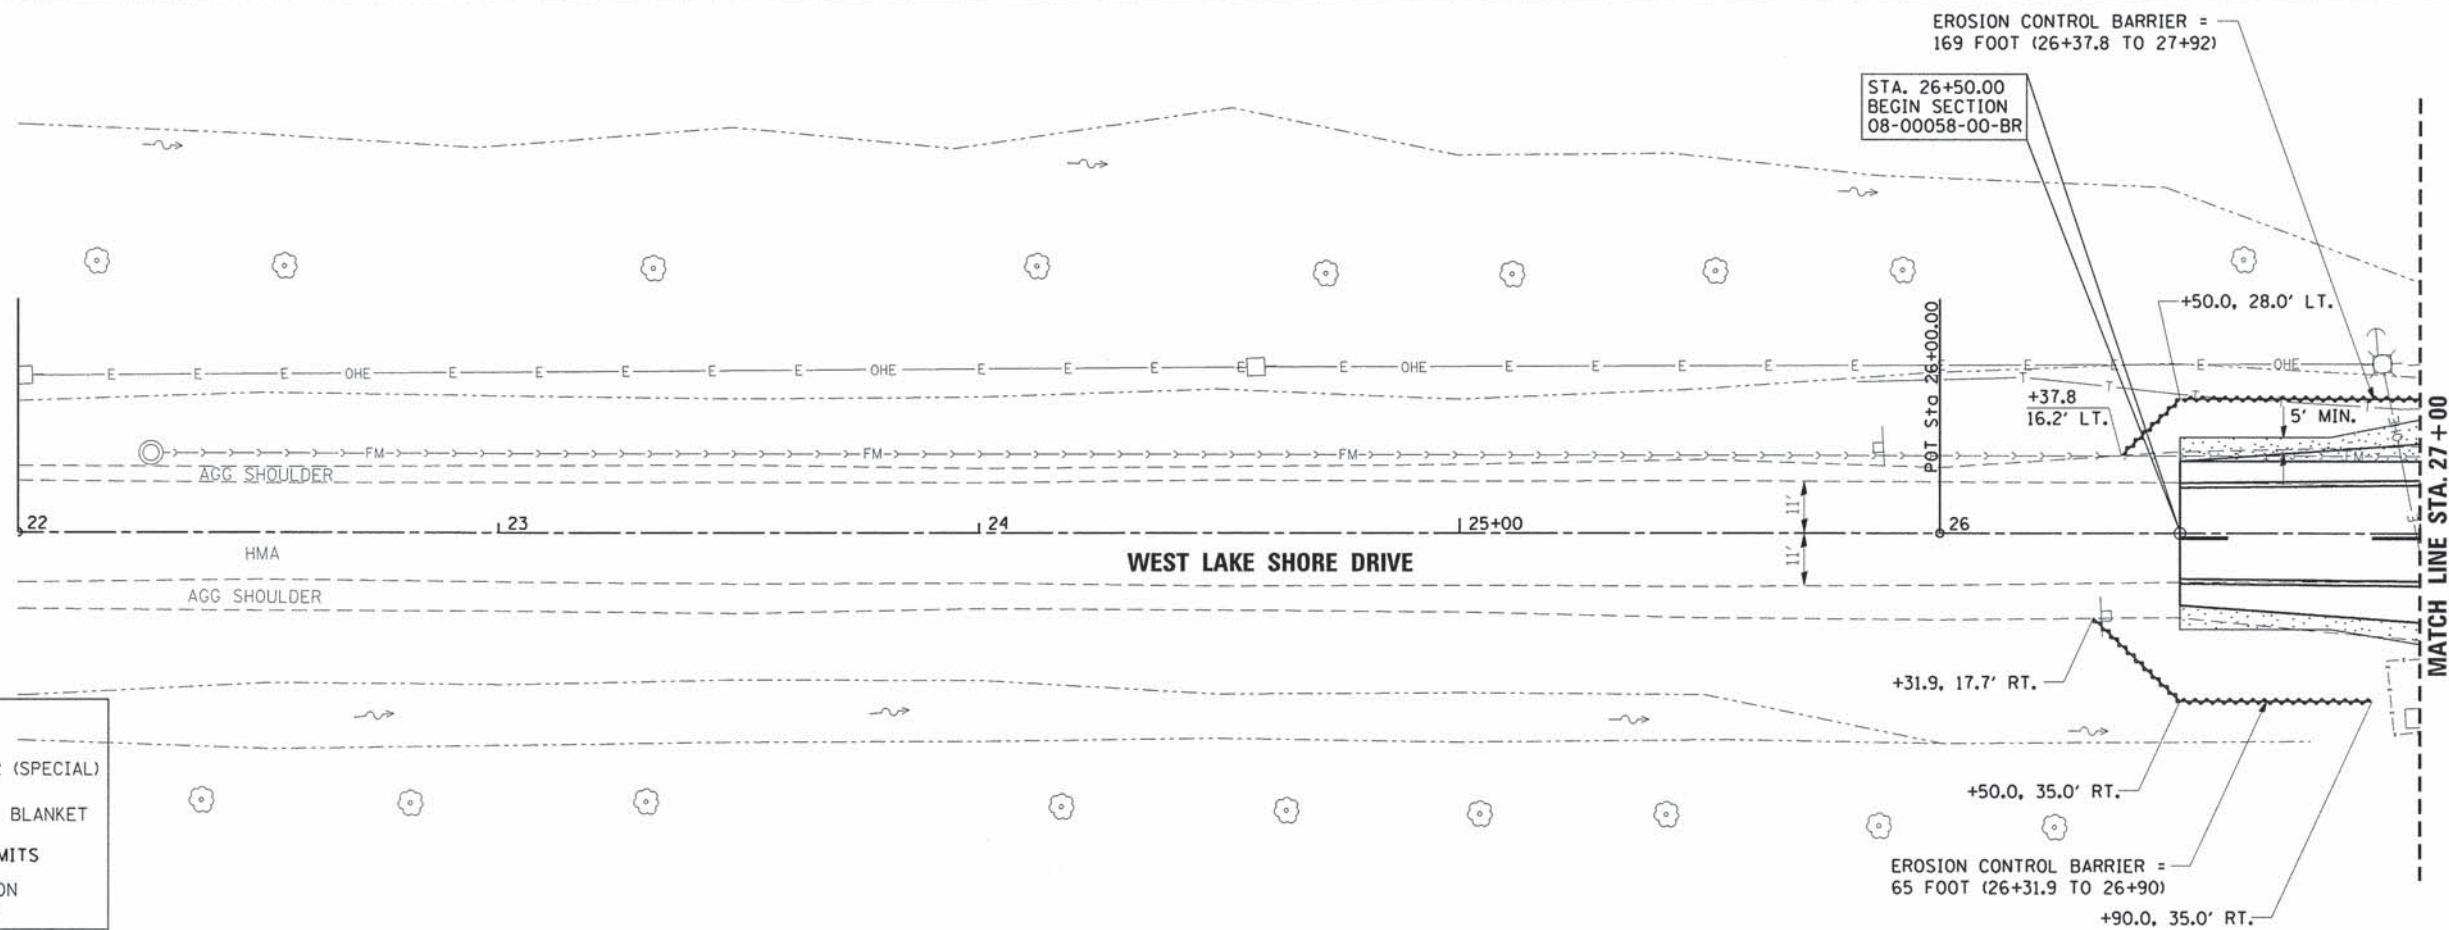 EROSION CONTROL BARRIER =
169 FOOT (26+37.8 TO 27+92)
STA. 26+50.00
BEGIN SECTION
08-00058-00-BR
+50.0, 28.0' LT.
POT Sta 26+00.00
E E E OHE E E E E E OHE E E E E OHE E E E E E E E E OHE
T T T T
+37.8
16.2' LT.
5' MIN.
FM FM FM FM
AGG SHOULDER
11'
22 23 24 25+00 26
HMA
WEST LAKE SHORE DRIVE
11'
AGG SHOULDER
MATCH LINE STA. 27+00
+31.9, 17.7' RT.
+50.0, 35.0' RT.
(SPECIAL)
BLANKET
MITS
ON
EROSION CONTROL BARRIER =
65 FOOT (26+31.9 TO 26+90)
+90.0, 35.0' RT.